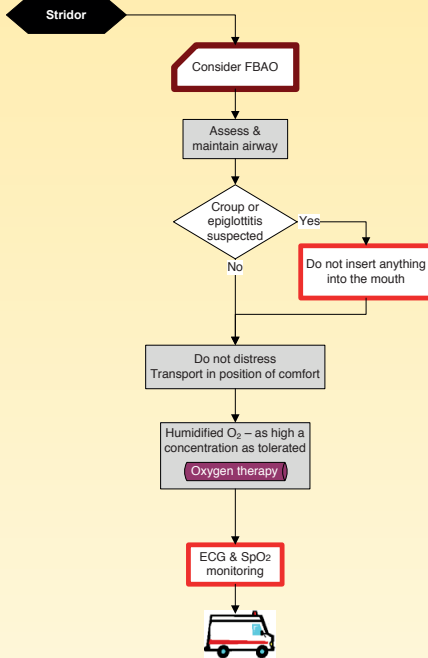 Stridor
Consider FBAO
Assess &
maintain airway
Croup or
epiglottitis
suspected
Yes
No
Do not insert anything
into the mouth
Do not distress
Transport in position of comfort
Humidified O₂ – as high a
concentration as tolerated
Oxygen therapy
ECG & SpO₂
monitoring